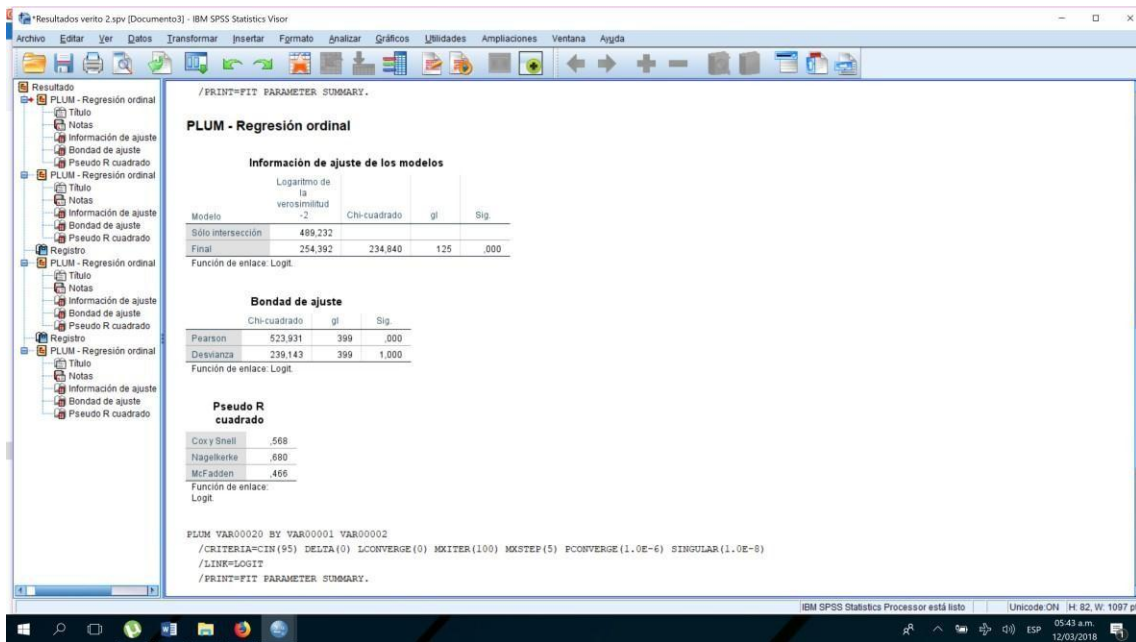 *Resultados verito 2.spv [Documento3] - IBM SPSS Statistics Visor
Archivo Editar Ver Datos Transformar Insertar Formato Analizar Gráficos Utilidades Ampliaciones Ventana Ayuda
Resultado
PLUM - Regresión ordinal
Título
Notas
Información de ajuste
Bondad de ajuste
Pseudo R cuadrado
PLUM - Regresión ordinal
Título
Notas
Información de ajuste
Bondad de ajuste
Pseudo R cuadrado
Registro
PLUM - Regresión ordinal
Título
Notas
Información de ajuste
Bondad de ajuste
Pseudo R cuadrado
Registro
PLUM - Regresión ordinal
Título
Notas
Información de ajuste
Bondad de ajuste
Pseudo R cuadrado
/PRINT=FIT PARAMETER SUMMARY.
PLUM - Regresión ordinal
Información de ajuste de los modelos
Logaritmo de
la
verosimilitud
Modelo -2 Chi-cuadrado gl Sig.
Sólo intersección 489,232
Final 254,392 234,840 125 ,000
Función de enlace: Logit.
Bondad de ajuste
Chi-cuadrado gl Sig.
Pearson 523,931 399 ,000
Desvianza 239,143 399 1,000
Función de enlace: Logit.
Pseudo R
cuadrado
Cox y Snell ,568
Nagelkerke ,680
McFadden ,466
Función de enlace:
Logit.
PLUM VAR00020 BY VAR00001 VAR00002
/CRITERIA=CIN(95) DELTA(0) LCONVERGE(0) MXITER(100) MXSTEP(5) PCONVERGE(1.0E-6) SINGULAR(1.0E-8)
/LINK=LOGIT
/PRINT=FIT PARAMETER SUMMARY.
IBM SPSS Statistics Processor está listo Unicode:ON H: 82, W: 1097 p
ESP
05:43 a.m.
12/03/2018